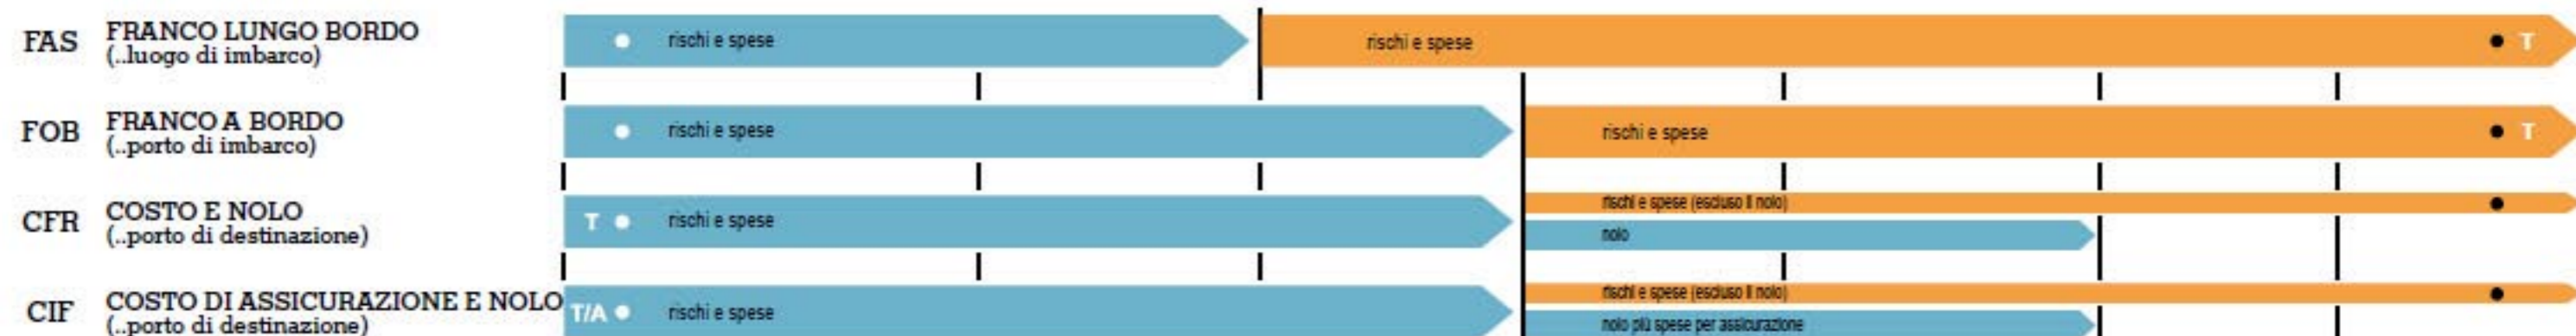 FAS FRANCO LUNGO BORDO
(..luogo di imbarco)
rischi e spese
rischi e spese
T
FOB FRANCO A BORDO
(..porto di imbarco)
rischi e spese
rischi e spese
T
CFR COSTO E NOLO
(..porto di destinazione)
T
rischi e spese
rischi e spese (escluso il nolo)
nolo
CIF COSTO DI ASSICURAZIONE E NOLO
(..porto di destinazione)
T/A
rischi e spese
rischi e spese (escluso il nolo)
nolo più spese per assicurazione